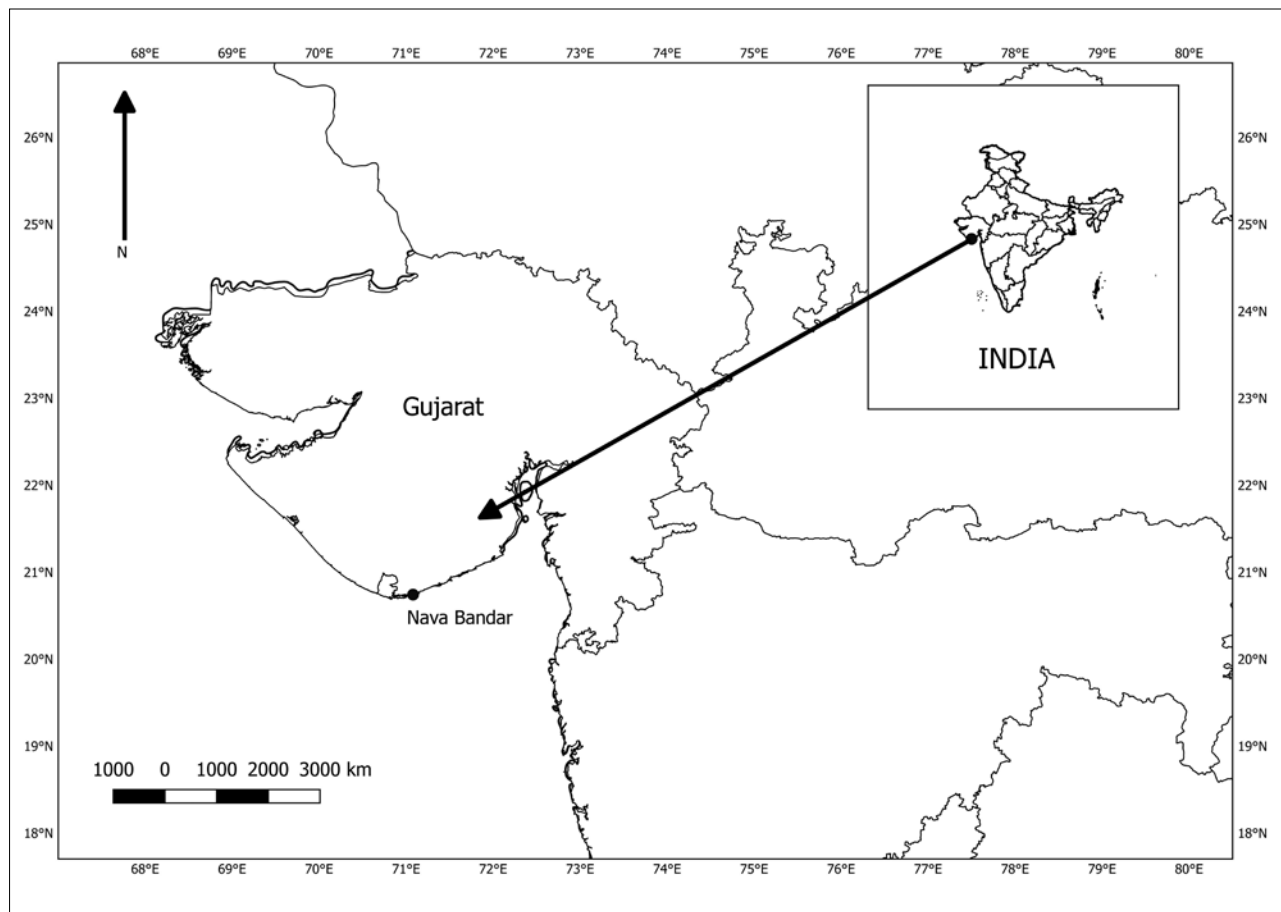 68°E 69°E 70°E 71°E 72°E 73°E 74°E 75°E 76°E 77°E 78°E 79°E 80°E
26°N 26°N
N
25°N 25°N
24°N 24°N
INDIA
23°N 23°N
Gujarat
22°N 22°N
21°N 21°N
Nava Bandar
20°N 20°N
19°N 19°N
1000 0 1000 2000 3000 km
18°N 18°N
68°E 69°E 70°E 71°E 72°E 73°E 74°E 75°E 76°E 77°E 78°E 79°E 80°E